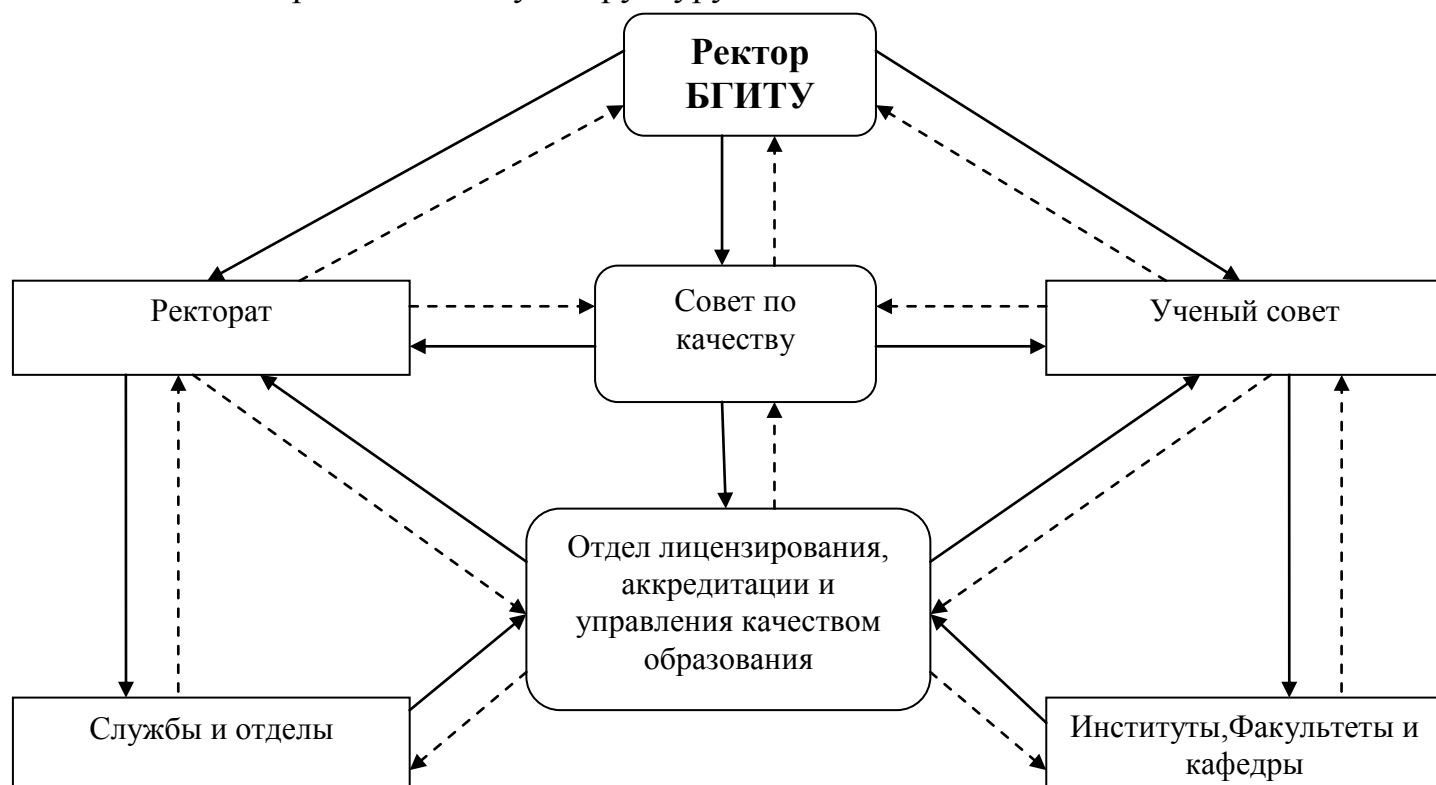 Ректор
БГИТУ
Ректорат
Совет по
качеству
Ученый совет
Отдел лицензирования,
аккредитации и
управления качеством
образования
Службы и отделы
Институты,Факультеты и
кафедры